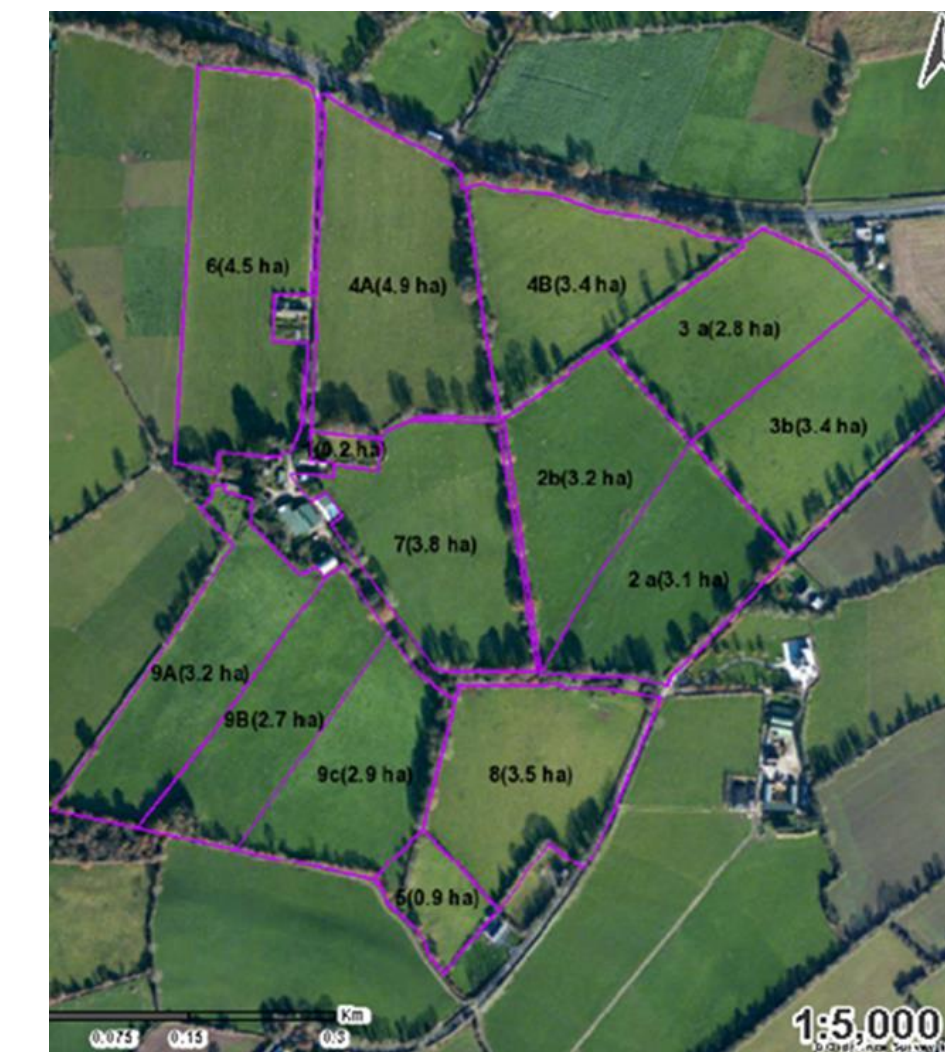 6(4.5 ha)
4A(4.9 ha)
4B(3.4 ha)
3 a(2.8 ha)
3b(3.4 ha)
(0.2 ha)
2b(3.2 ha)
7(3.8 ha)
2 a(3.1 ha)
9A(3.2 ha)
9B(2.7 ha)
9c(2.9 ha)
8(3.5 ha)
5(0.9 ha)
Km
0.075 0.15 0.3
1:5,000